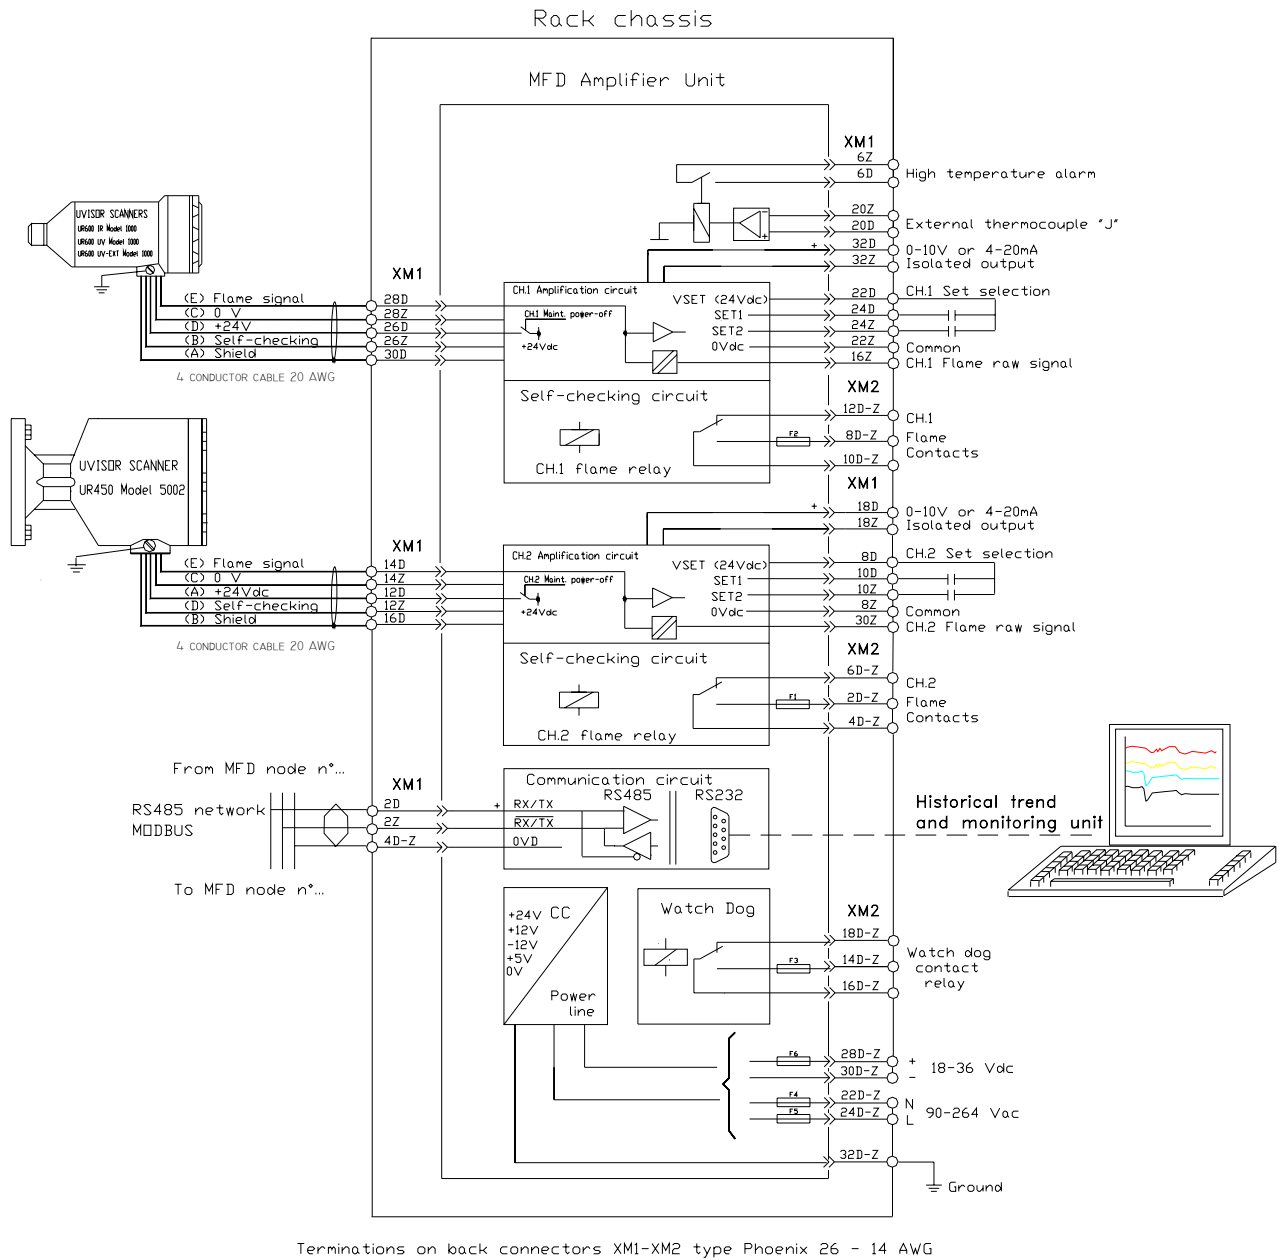 Rack chassis
MFD Amplifier Unit
XM1
6Z
6D
High temperature alarm
20Z
20D
External thermocouple "J"
+
32D
0-10V or 4-20mA
32Z
Isolated output
UVISOR SCANNERS
UR600 IR Model 1000
UR600 UV Model 1000
UR600 UV-EXT Model 1000
XM1
(E) Flame signal
28D
(C) 0 V
28Z
(D) +24V
26D
(B) Self-checking
26Z
(A) Shield
30D
4 CONDUCTOR CABLE 20 AWG
CH.1 Amplification circuit
CH.1 Maint. power-off
+24Vdc
VSET (24Vdc)
SET1
SET2
0Vdc
22D
CH.1 Set selection
24D
24Z
22Z
Common
16Z
CH.1 Flame raw signal
Self-checking circuit
CH.1 flame relay
XM2
12D-Z
F2
8D-Z
10D-Z
CH.1
Flame
Contacts
XM1
+
18D
0-10V or 4-20mA
18Z
Isolated output
UVISOR SCANNER
UR450 Model 5002
XM1
(E) Flame signal
14D
(C) 0 V
14Z
(A) +24Vdc
12D
(D) Self-checking
12Z
(B) Shield
16D
4 CONDUCTOR CABLE 20 AWG
CH.2 Amplification circuit
CH.2 Maint. power-off
+24Vdc
VSET (24Vdc)
SET1
SET2
0Vdc
8D
CH.2 Set selection
10D
10Z
8Z
Common
30Z
CH.2 Flame raw signal
Self-checking circuit
CH.2 flame relay
XM2
6D-Z
F1
2D-Z
4D-Z
CH.2
Flame
Contacts
From MFD node n°...
RS485 network
MODBUS
To MFD node n°...
XM1
2D
2Z
4D-Z
Communication circuit
RS485
RS232
+
RX/TX
RX/TX
0VD
Historical trend
and monitoring unit
+24V
CC
+12V
-12V
+5V
0V
Power
line
Watch Dog
XM2
18D-Z
F3
14D-Z
16D-Z
Watch dog
contact
relay
F6
28D-Z
+
30D-Z
-
18-36 Vdc
F4
22D-Z
N
F5
24D-Z
L
90-264 Vac
32D-Z
Ground
Terminations on back connectors XM1-XM2 type Phoenix 26 - 14 AWG